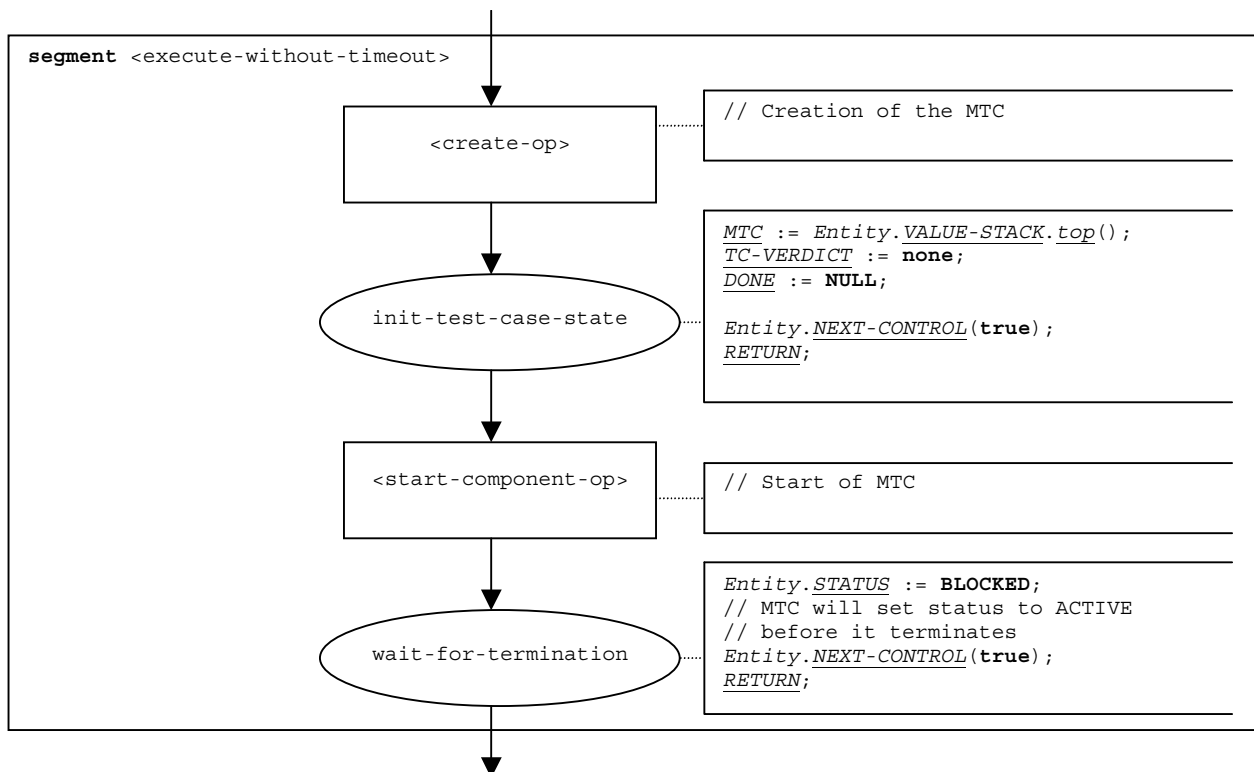 segment <execute-without-timeout>
<create-op>
// Creation of the MTC
MTC := Entity.VALUE-STACK.top();
TC-VERDICT := none;
DONE := NULL;
init-test-case-state
Entity.NEXT-CONTROL(true);
RETURN;
<start-component-op>
// Start of MTC
Entity.STATUS := BLOCKED;
// MTC will set status to ACTIVE
// before it terminates
wait-for-termination
Entity.NEXT-CONTROL(true);
RETURN;